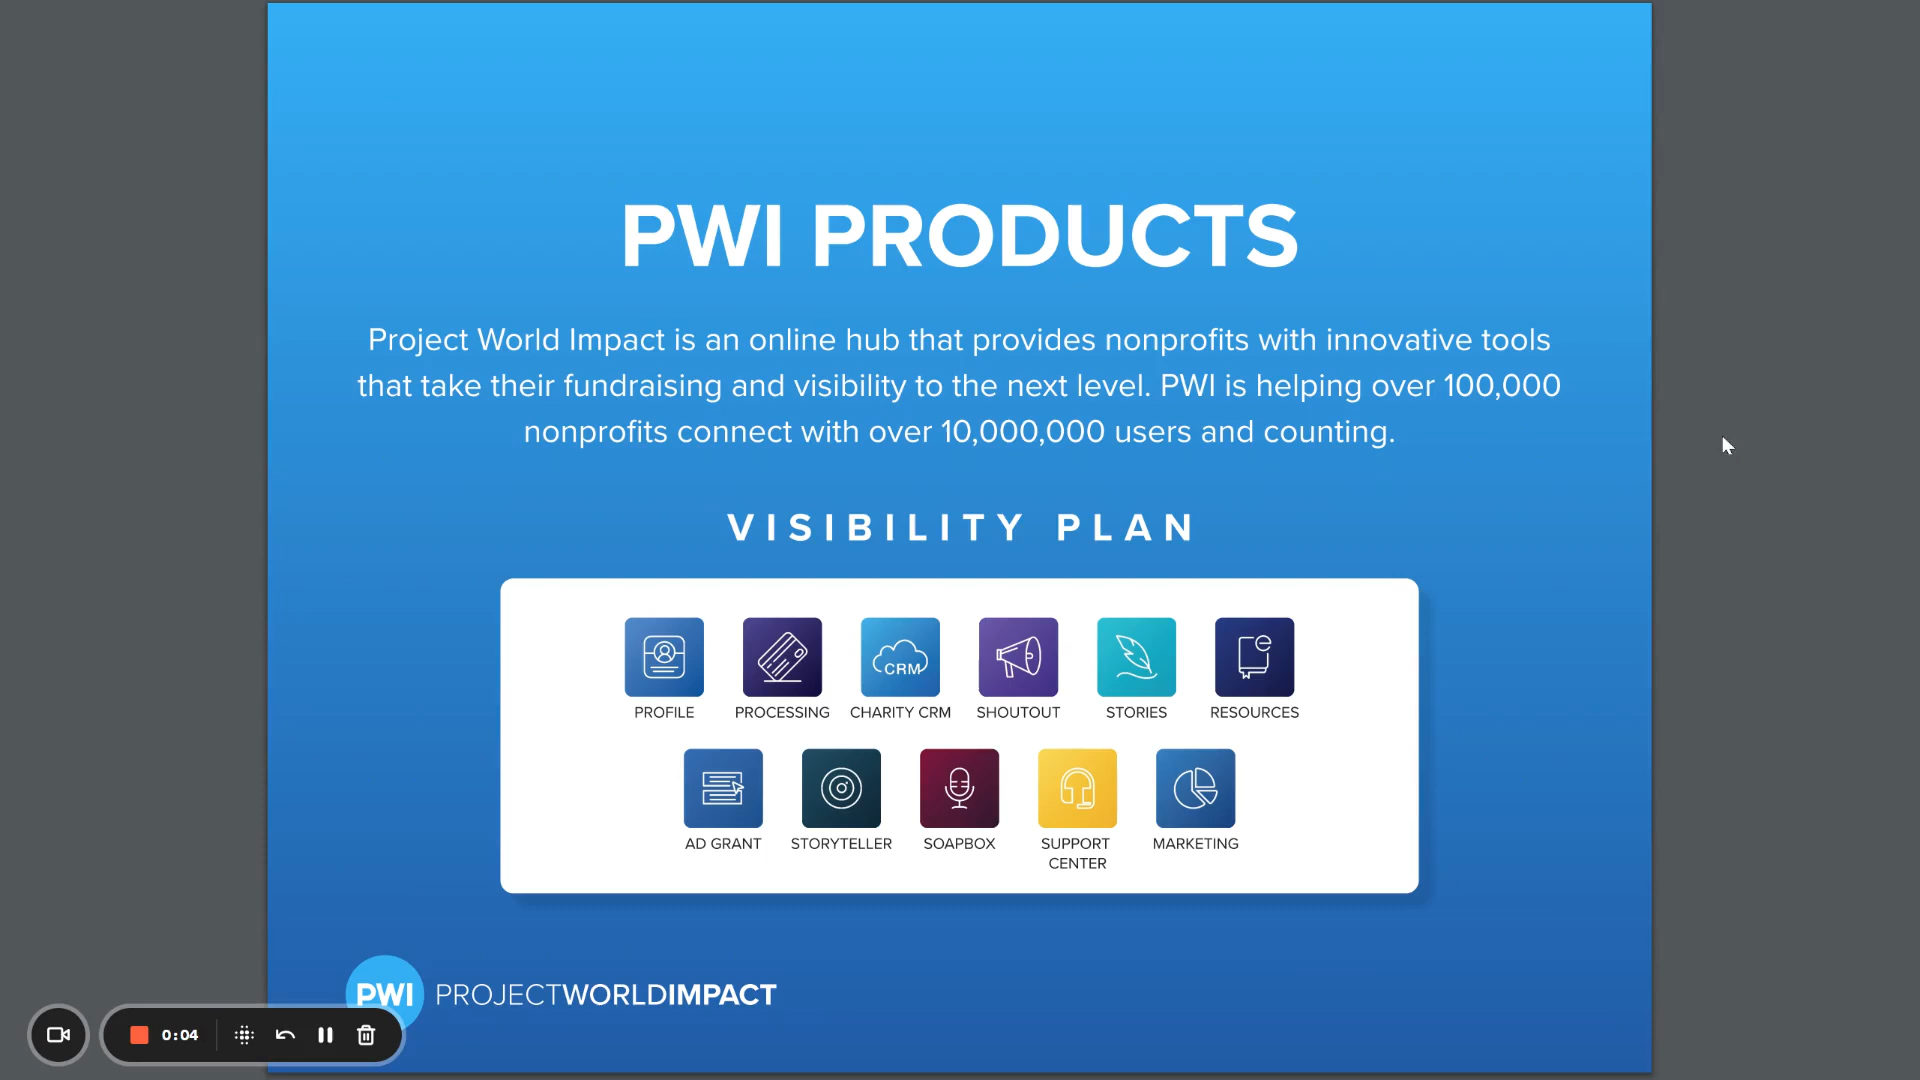 PWI PRODUCTS
Project World Impact is an online hub that provides nonprofits with innovative tools
that take their fundraising and visibility to the next level. PWI is helping over 100,000
nonprofits connect with over 10,000,000 users and counting.
VISIBILITY PLAN
CRM
PROFILE PROCESSING CHARITY CRM SHOUTOUT STORIES RESOURCES
AD GRANT STORYTELLER SOAPBOX SUPPORT CENTER MARKETING
PWI PROJECTWORLDIMPACT
0:04